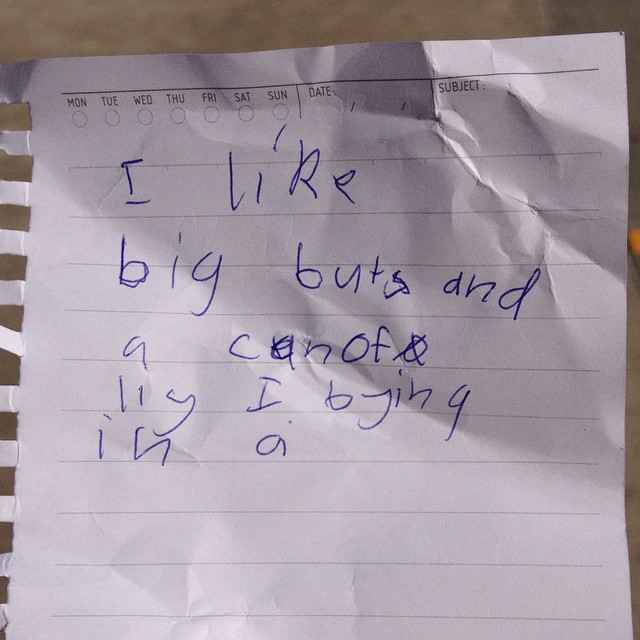 MON TUE WED THU FRI SAT SUN DATE / / SUBJECT:
I like
big buts and
a canofe
liy I bying
in a